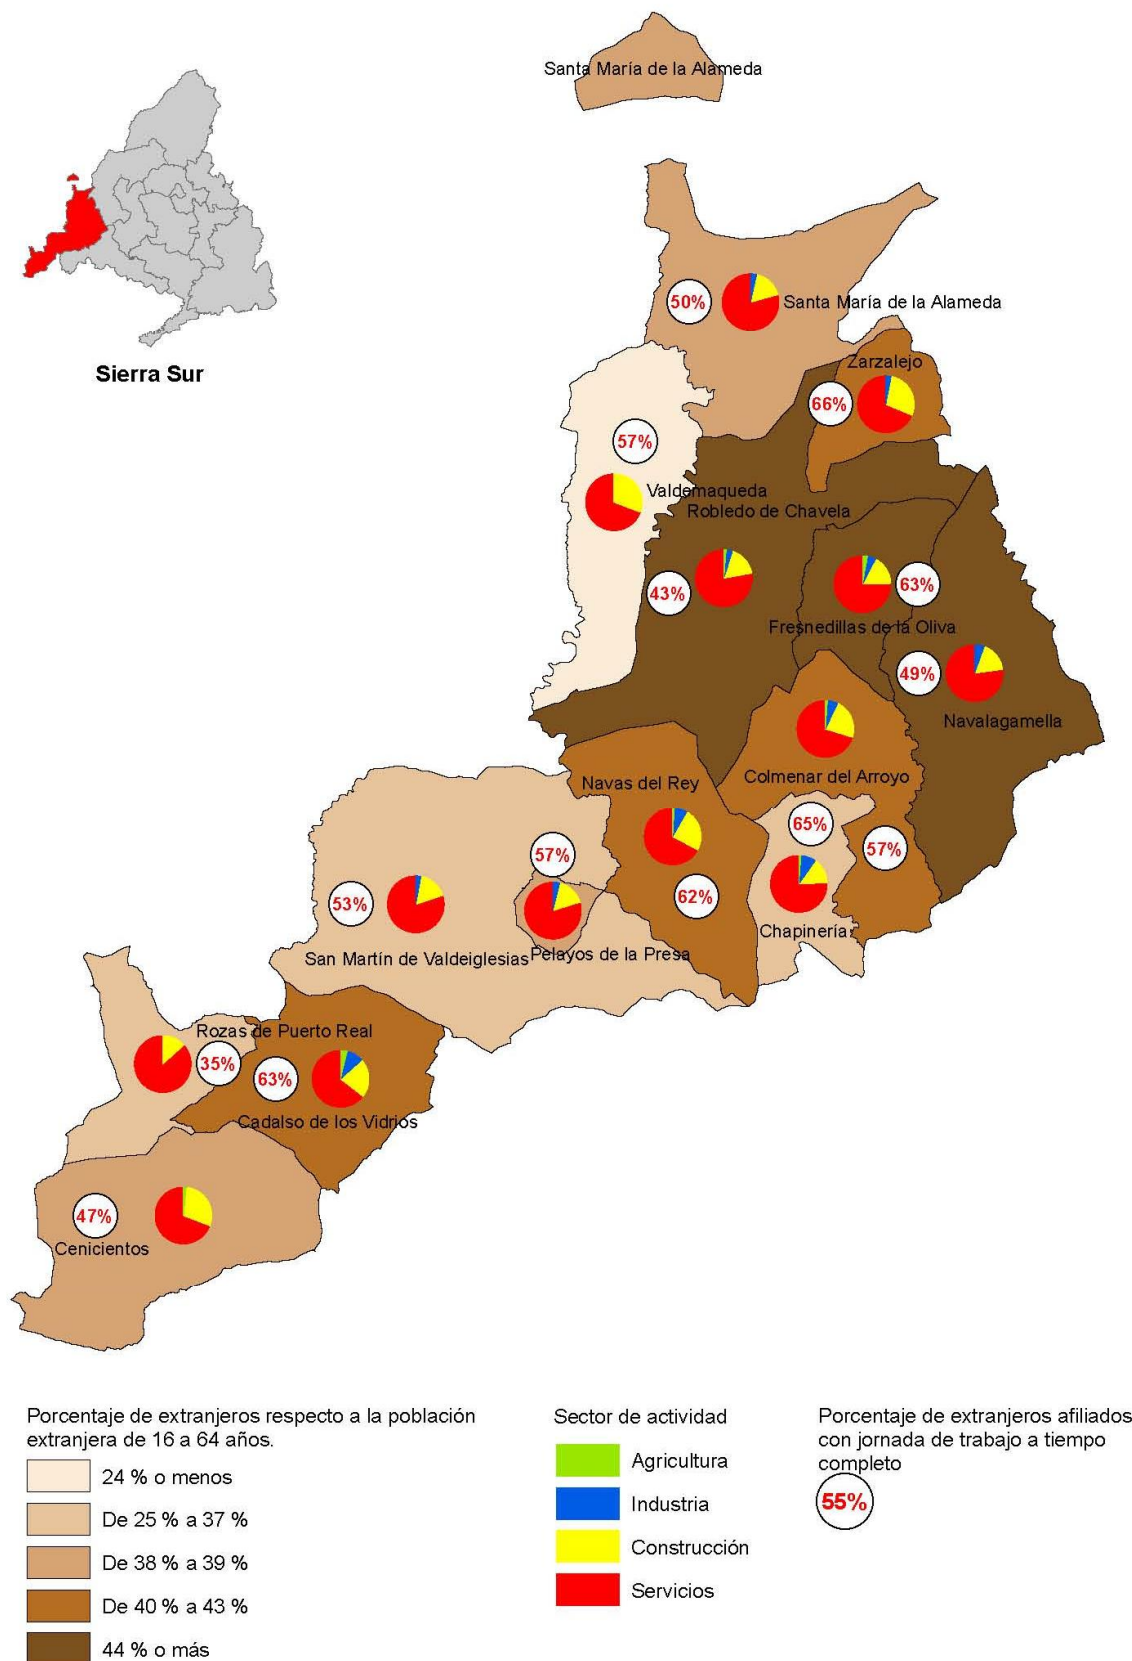 Santa María de la Alameda
Sierra Sur
50%
Santa María de la Alameda
Zarzalejo
66%
57%
Valdemaqueda
Robledo de Chavela
43%
63%
Fresnedillas de la Oliva
49%
Navalagamella
Colmenar del Arroyo
Navas del Rey
65%
57%
57%
53%
62%
Chapinería
San Martín de Valdeiglesias
Pelayos de la Presa
Rozas de Puerto Real
35%
63%
Cadalso de los Vidrios
47%
Cenicientos
Porcentaje de extranjeros respecto a la población
extranjera de 16 a 64 años.
24 % o menos
De 25 % a 37 %
De 38 % a 39 %
De 40 % a 43 %
44 % o más
Sector de actividad
Agricultura
Industria
Construcción
Servicios
Porcentaje de extranjeros afiliados
con jornada de trabajo a tiempo
completo
55%